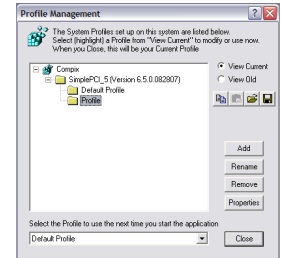 Profile Management
The System Profiles set up on this system are listed below.
Select (highlight) a Profile from "View Current" to modify or use now.
When you Close, this will be your Current Profile
Compix
SimplePCI_5 (Version 6.5.0.082807)
Default Profile
Profile
View Current
View Old
Add
Rename
Remove
Properties
Select the Profile to use the next time you start the application
Default Profile
Close